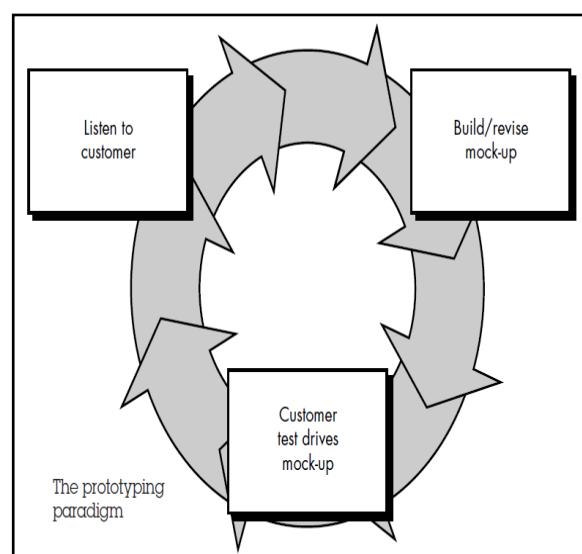 Listen to
customer
Build/revise
mock-up
Customer
test drives
mock-up
The prototyping
paradigm